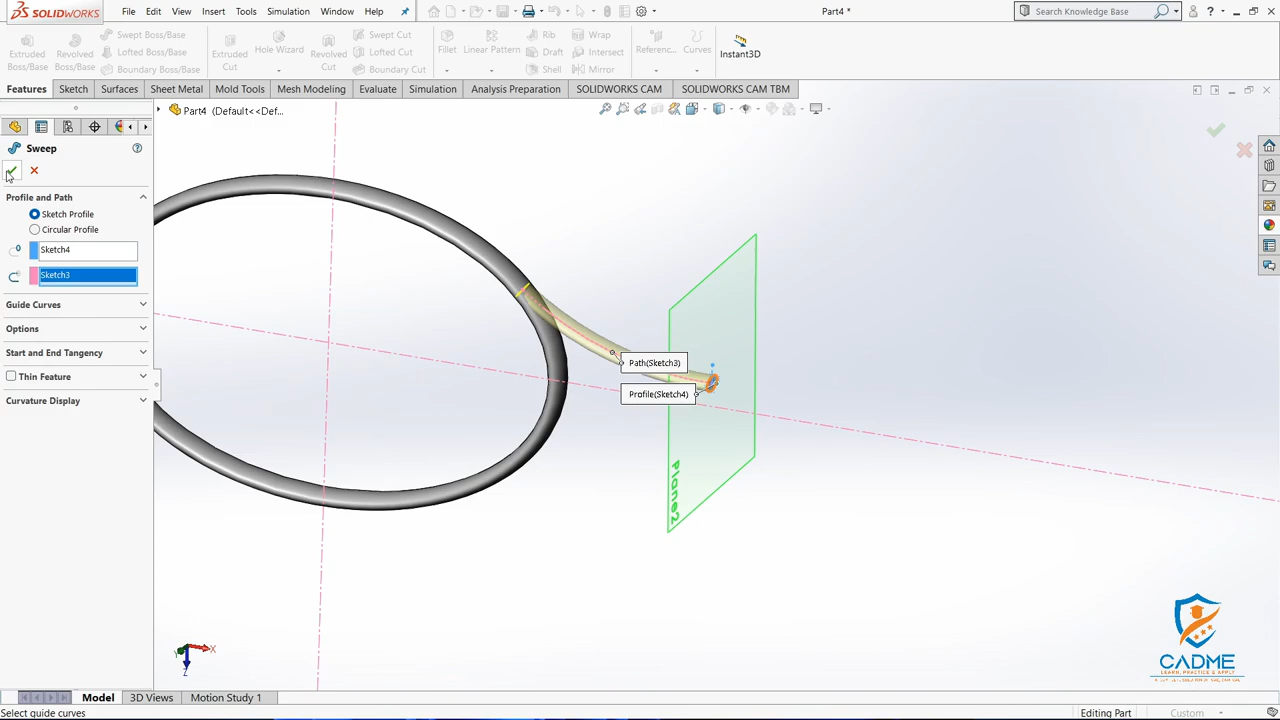 SOLIDWORKS File Edit View Insert Tools Simulation Window Help Part4 * Search Knowledge Base
Extruded Boss/Base
Revolved Boss/Base
Swept Boss/Base
Lofted Boss/Base
Boundary Boss/Base
Extruded Cut
Hole Wizard
Revolved Cut
Swept Cut
Lofted Cut
Boundary Cut
Fillet
Linear Pattern
Rib
Draft
Shell
Wrap
Intersect
Mirror
Referenc...
Curves
Instant3D
Features Sketch Surfaces Sheet Metal Mold Tools Mesh Modeling Evaluate Simulation Analysis Preparation SOLIDWORKS CAM SOLIDWORKS CAM TBM
Part4 (Default<<Def...
Sweep
Profile and Path
Sketch Profile
Circular Profile
Sketch4
Sketch3
Guide Curves
Options
Start and End Tangency
Thin Feature
Curvature Display
Path(Sketch3)
Profile(Sketch4)
Plane2
X
Z
CADME
Model 3D Views Motion Study 1
Select guide curves Editing Part Custom